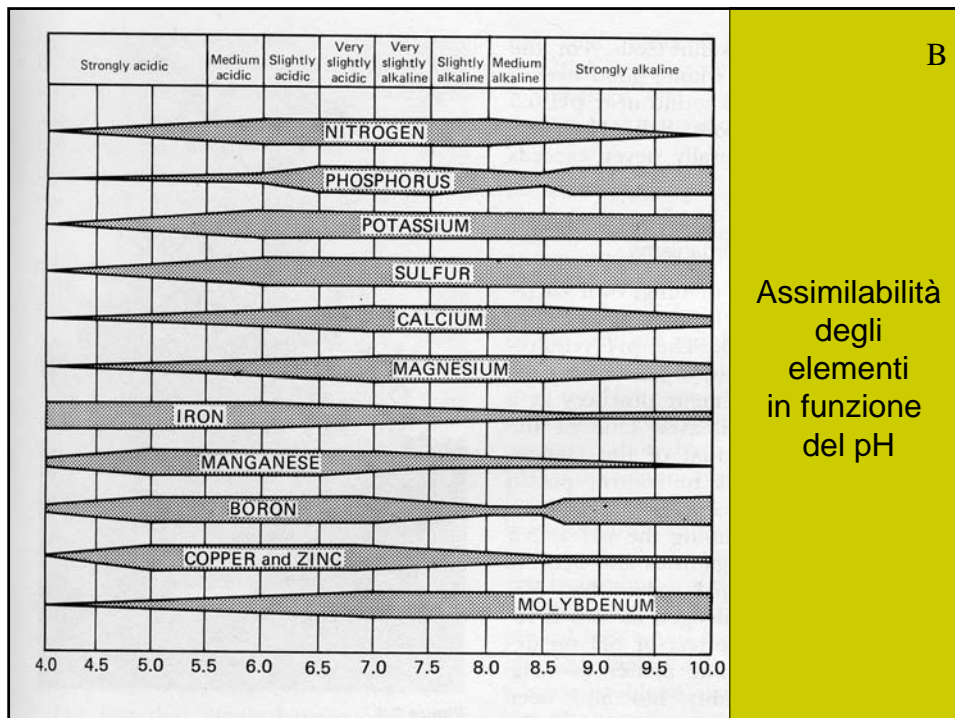 Strongly acidic
Medium
acidic
Slightly
acidic
Very
slightly
acidic
Very
slightly
alkaline
Slightly
alkaline
Medium
alkaline
Strongly alkaline
NITROGEN
PHOSPHORUS
POTASSIUM
SULFUR
CALCIUM
MAGNESIUM
IRON
MANGANESE
BORON
COPPER and ZINC
MOLYBDENUM
4.0 4.5 5.0 5.5 6.0 6.5 7.0 7.5 8.0 8.5 9.0 9.5 10.0
B
Assimilabilità
degli
elementi
in funzione
del pH